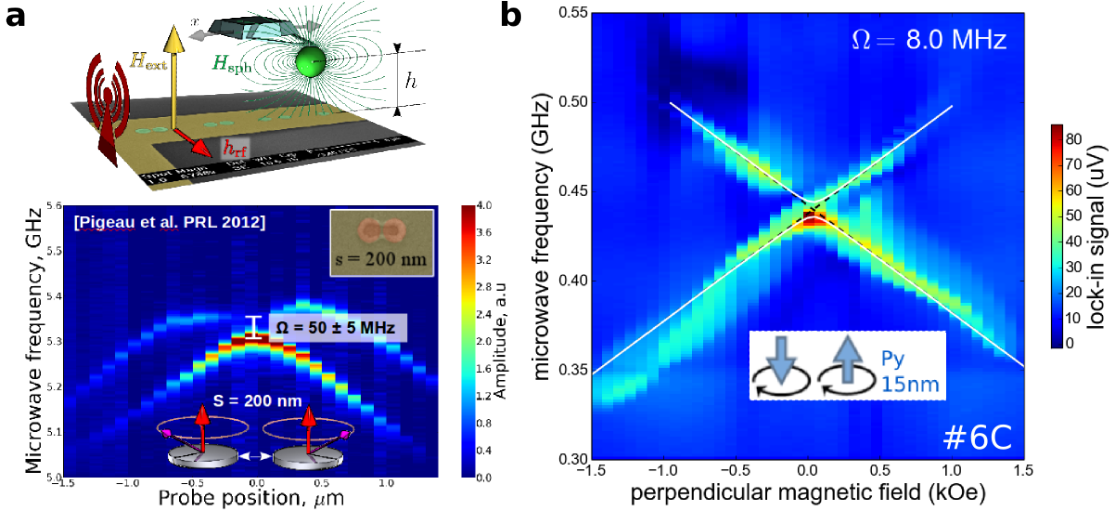 a
x
H_ext
H_sph
h
h_rf
[Pigeau et al. PRL 2012]
s = 200 nm
Ω = 50 ± 5 MHz
S = 200 nm
Microwave frequency, GHz
5.6
5.5
5.4
5.3
5.2
5.1
5.0
−1.5 −1.0 −0.5 0.0 0.5 1.0
Probe position, μm
4.0
3.6
3.2
2.8
2.4
2.0
1.6
1.2
0.8
0.4
0.0
Amplitude, a.u
b
Ω = 8.0 MHz
microwave frequency (GHz)
0.55
0.50
0.45
0.40
0.35
0.30
Py
15nm
#6C
−1.5 −1.0 −0.5 0.0 0.5 1.0 1.5
perpendicular magnetic field (kOe)
80
70
60
50
40
30
20
10
0
lock-in signal (uV)